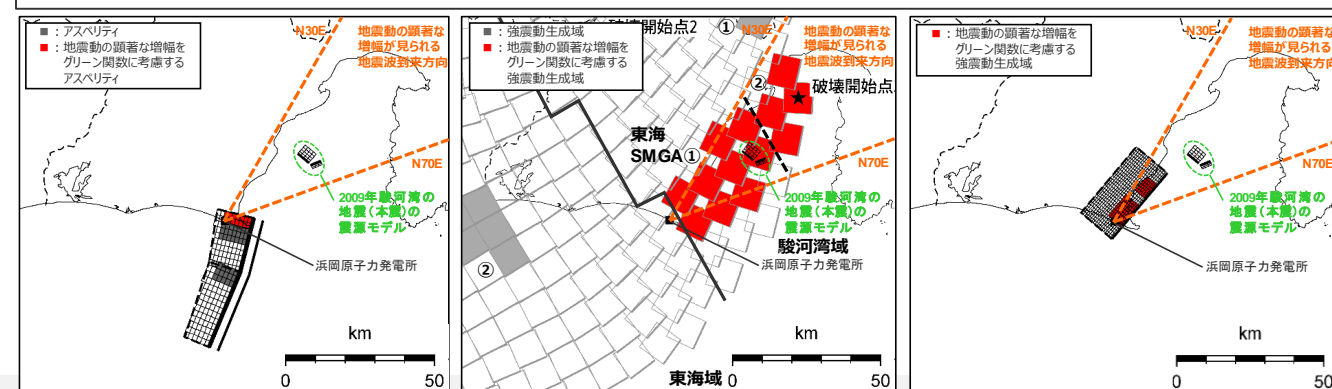 ■ : アスペリティ
■ : 地震動の顕著な増幅を
グリーン関数に考慮する
アスペリティ
N30E
地震動の顕著な
増幅が見られる
地震波到来方向
N70E
2009年駿河湾の
地震(本震)の
震源モデル
浜岡原子力発電所
km
0
50
破壊開始点2
①
■ : 強震動生成域
■ : 地震動の顕著な増幅を
グリーン関数に考慮する
強震動生成域
N30E
地震動の顕著な
増幅が見られる
地震波到来方向
②
破壊開始点
東海
SMGA①
N70E
2009年駿河湾の
地震(本震)の
震源モデル
駿河湾域
浜岡原子力発電所
②
km
東海域
0
50
■ : 地震動の顕著な増幅を
グリーン関数に考慮する
強震動生成域
N30E
地震動の顕著な
増幅が見られる
地震波到来方向
N70E
2009年駿河湾の
地震(本震)の
震源モデル
浜岡原子力発電所
km
0
50